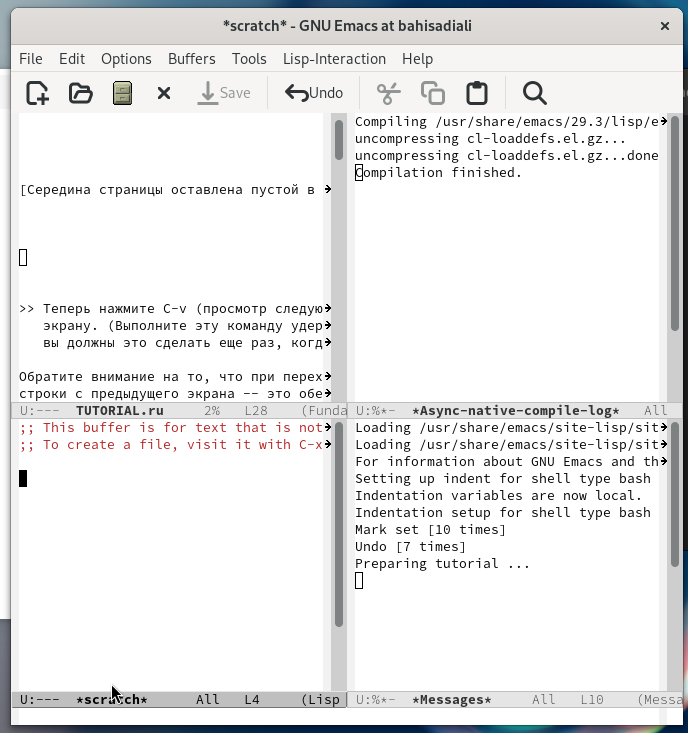 *scratch* - GNU Emacs at bahisadiali
File Edit Options Buffers Tools Lisp-Interaction Help
Save Undo
[Середина страницы оставлена пустой в
>> Теперь нажмите C-v (просмотр следую
экрану. (Выполните эту команду удер
вы должны это сделать еще раз, когд
Обратите внимание на то, что при перех
строки с предыдущего экрана -- это обе
U:--- TUTORIAL.ru 2% L28 (Funda
Compiling /usr/share/emacs/29.3/lisp/e
uncompressing cl-loaddefs.el.gz...
uncompressing cl-loaddefs.el.gz...done
Compilation finished.
U:%*- *Async-native-compile-log* All
;; This buffer is for text that is not
;; To create a file, visit it with C-x
U:--- *scratch* All L4 (Lisp
Loading /usr/share/emacs/site-lisp/sit
Loading /usr/share/emacs/site-lisp/sit
For information about GNU Emacs and th
Setting up indent for shell type bash
Indentation variables are now local.
Indentation setup for shell type bash
Mark set [10 times]
Undo [7 times]
Preparing tutorial ...
U:%*- *Messages* All L10 (Messa